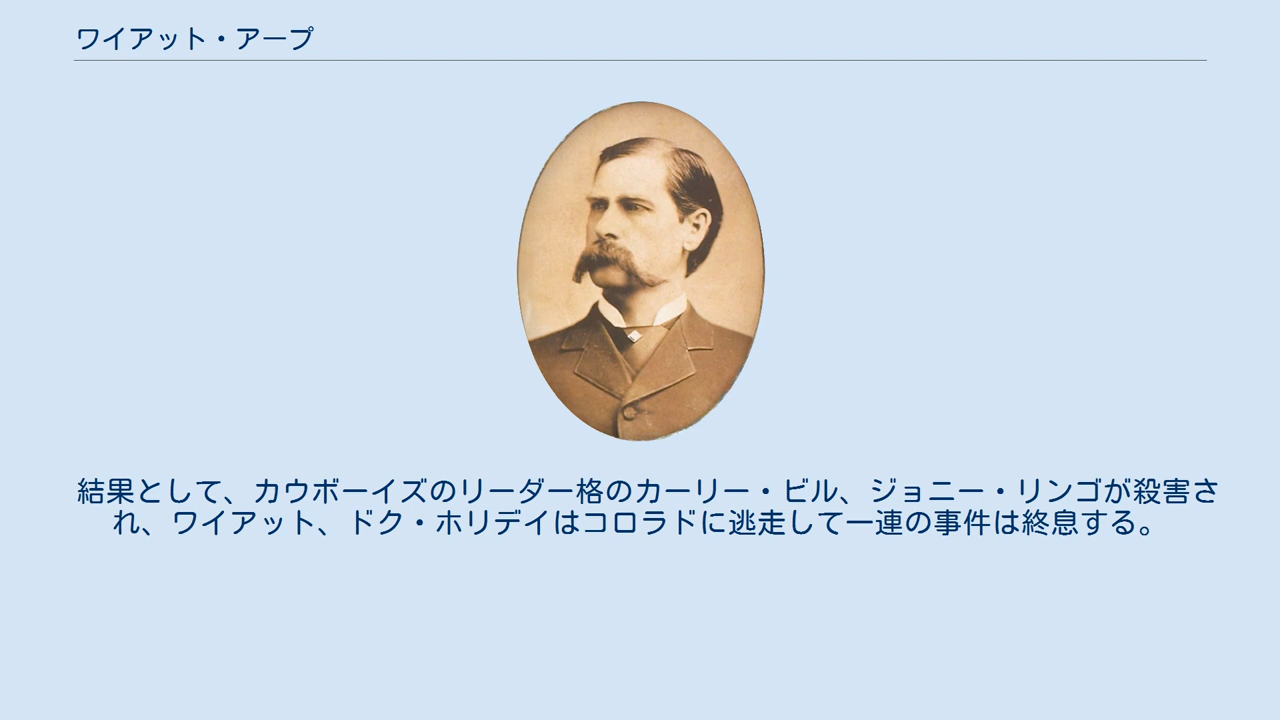 ワイアット・アープ
結果として、カウボーイズのリーダー格のカーリー・ビル、ジョニー・リンゴが殺害さ
れ、ワイアット、ドク・ホリデイはコロラドに逃走して一連の事件は終息する。